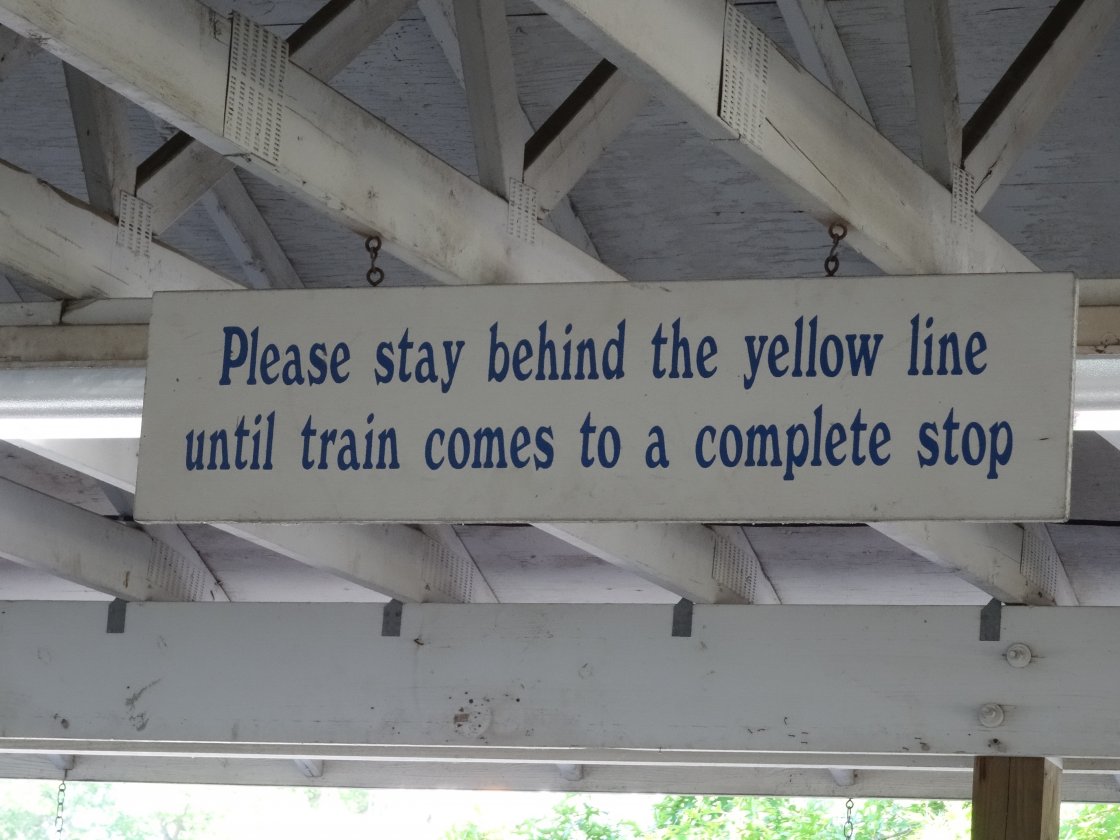 Please stay behind the yellow line
until train comes to a complete stop